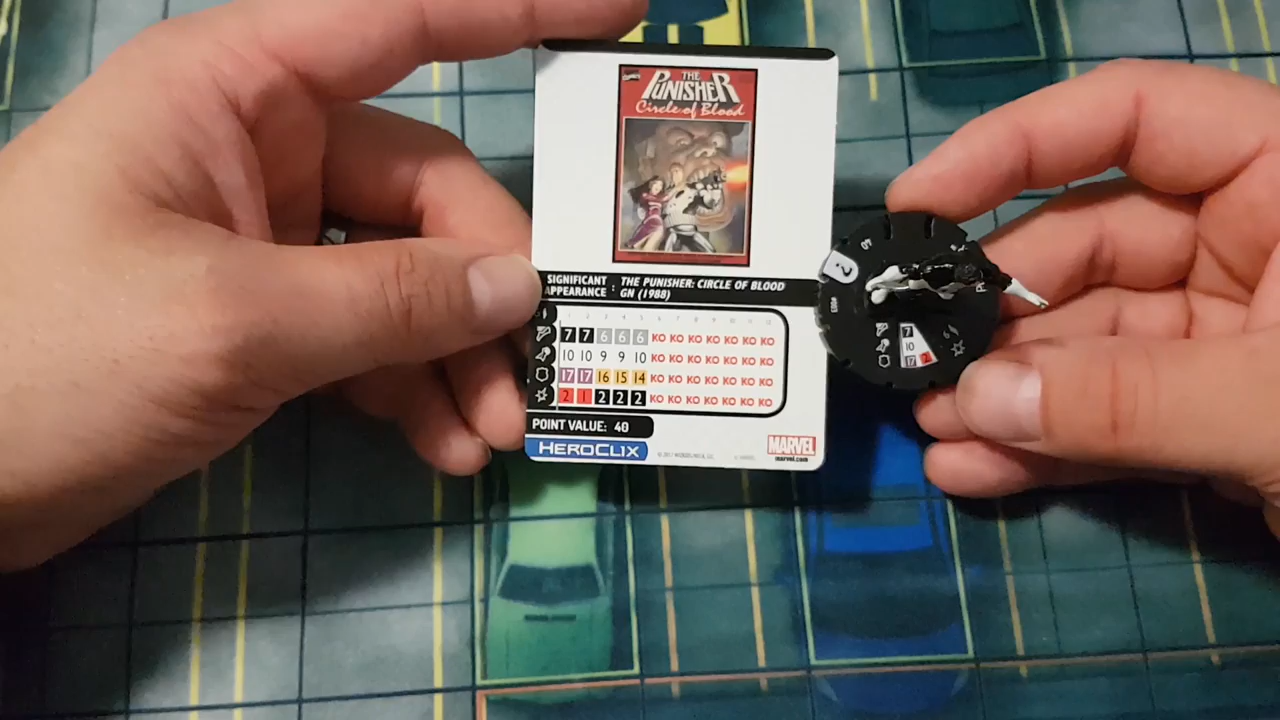 THE
PUNISHER
Circle of Blood
SIGNIFICANT APPEARANCE : THE PUNISHER: CIRCLE OF BLOOD GN (1988)
1 2 3 4 5 6 7 8 9 10 11 12
7 7 6 6 6 KO KO KO KO KO KO KO
10 10 9 9 10 KO KO KO KO KO KO KO
17 17 16 15 14 KO KO KO KO KO KO KO
2 1 2 2 2 KO KO KO KO KO KO KO
POINT VALUE: 40
HEROCLIX
MARVEL
marvel.com
40
2
7
10
17 2